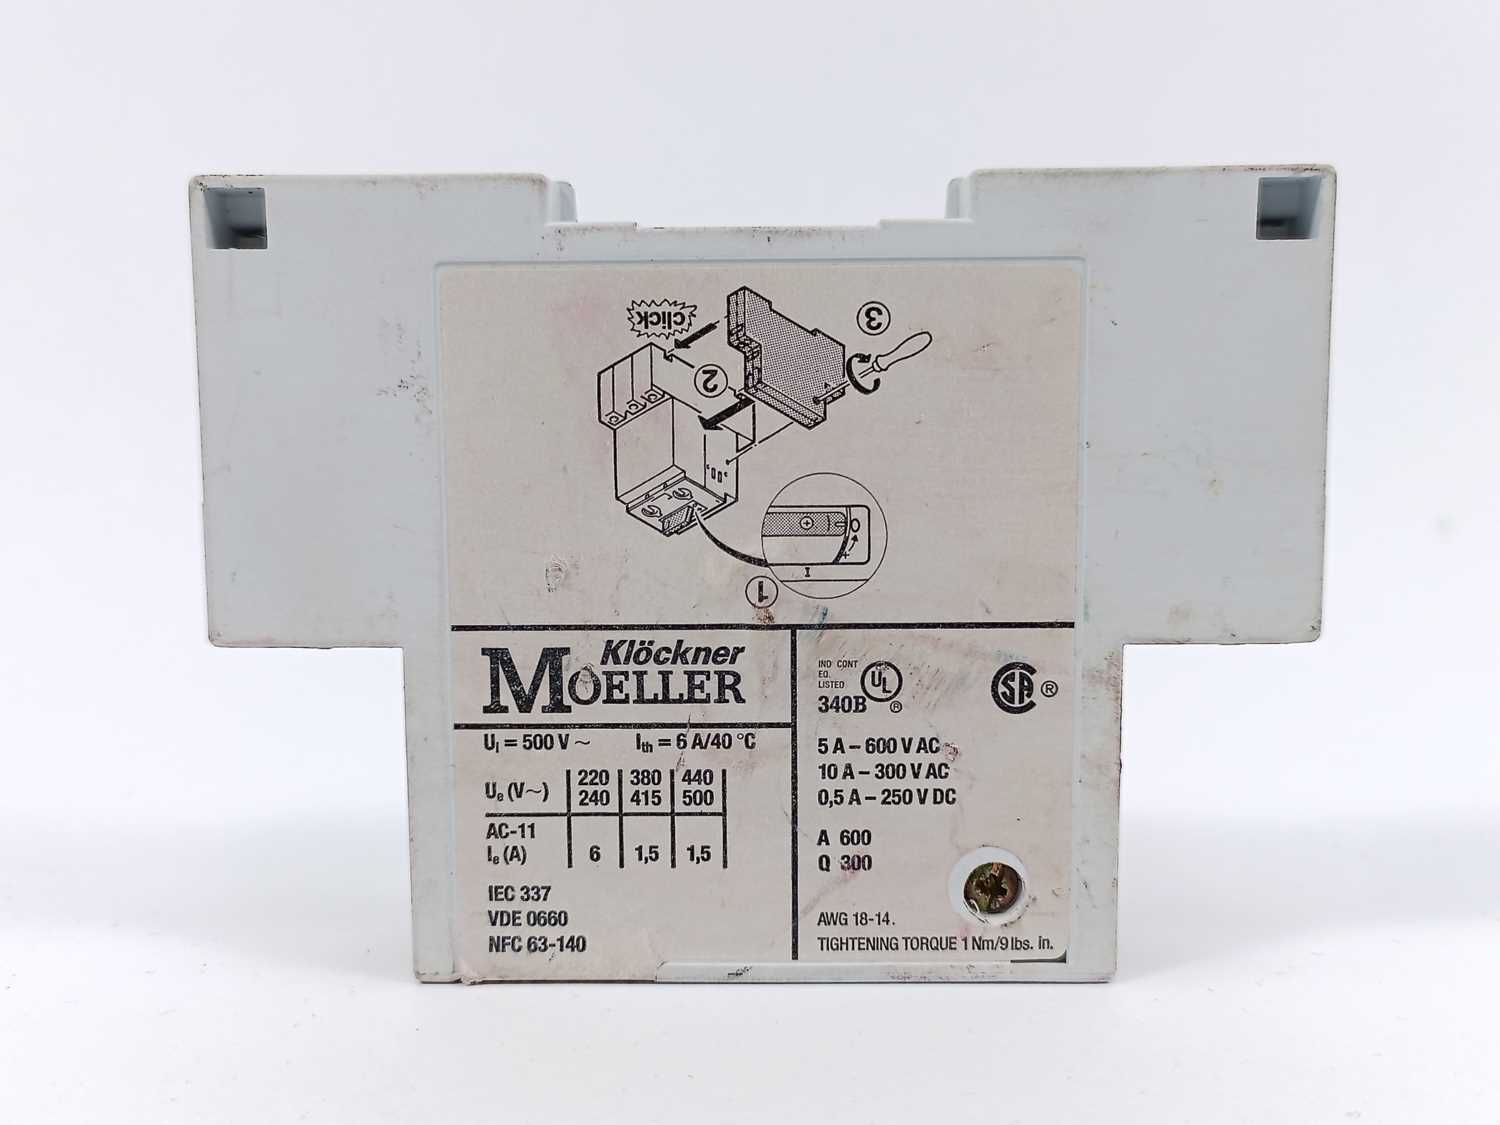 click
3
2
O
I
1
Klöckner
MOELLER
Ui = 500 V ~ Ith = 6 A/40 °C
Ue (V~) 220 240 380 415 440 500
AC-11
Ie (A) 6 1,5 1,5
IEC 337
VDE 0660
NFC 63-140
IND CONT
EQ.
LISTED
340B
UL ®
SA ®
5 A – 600 V AC
10 A – 300 V AC
0,5 A – 250 V DC
A 600
Q 300
AWG 18-14.
TIGHTENING TORQUE 1 Nm/9 lbs. in.